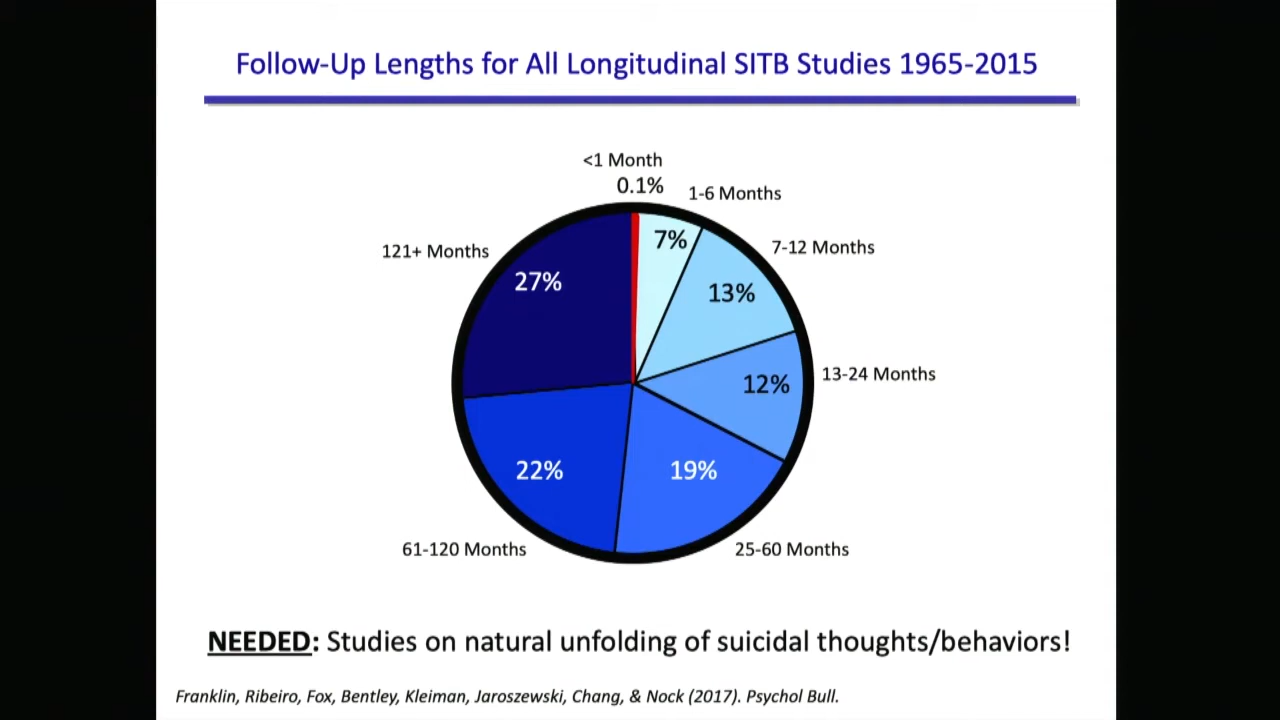 Follow-Up Lengths for All Longitudinal SITB Studies 1965-2015
<1 Month
0.1%
1-6 Months
7%
7-12 Months
13%
13-24 Months
12%
25-60 Months
19%
61-120 Months
22%
121+ Months
27%
NEEDED: Studies on natural unfolding of suicidal thoughts/behaviors!
Franklin, Ribeiro, Fox, Bentley, Kleiman, Jaroszewski, Chang, & Nock (2017). Psychol Bull.